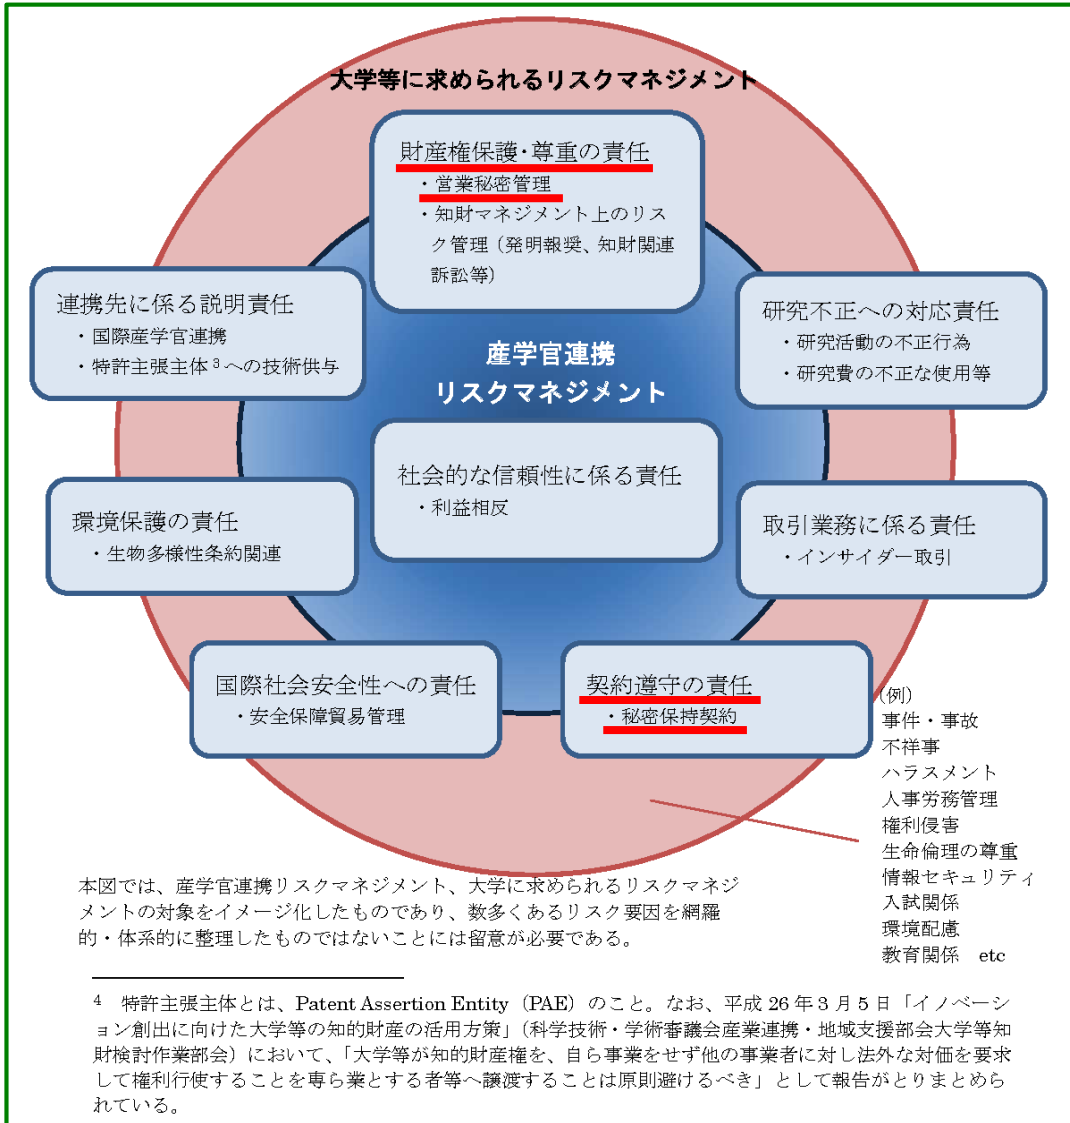 大学等に求められるリスクマネジメント
財産権保護・尊重の責任
・営業秘密管理
・知財マネジメント上のリス
ク管理（発明報奨、知財関連
訴訟等）
連携先に係る説明責任
・国際産学官連携
・特許主張主体3への技術供与
研究不正への対応責任
・研究活動の不正行為
・研究費の不正な使用等
産学官連携
リスクマネジメント
社会的な信頼性に係る責任
・利益相反
環境保護の責任
・生物多様性条約関連
取引業務に係る責任
・インサイダー取引
国際社会安全性への責任
・安全保障貿易管理
契約遵守の責任
・秘密保持契約
(例)
事件・事故
不祥事
ハラスメント
人事労務管理
権利侵害
生命倫理の尊重
情報セキュリティ
入試関係
環境配慮
教育関係　etc
本図では、産学官連携リスクマネジメント、大学に求められるリスクマネジ
メントの対象をイメージ化したものであり、数多くあるリスク要因を網羅
的・体系的に整理したものではないことには留意が必要である。
4　特許主張主体とは、Patent Assertion Entity（PAE）のこと。なお、平成 26 年３月５日「イノベーシ
ョン創出に向けた大学等の知的財産の活用方策」（科学技術・学術審議会産業連携・地域支援部会大学等知
財検討作業部会）において、「大学等が知的財産権を、自ら事業をせず他の事業者に対し法外な対価を要求
して権利行使することを専ら業とする者等へ譲渡することは原則避けるべき」として報告がとりまとめら
れている。